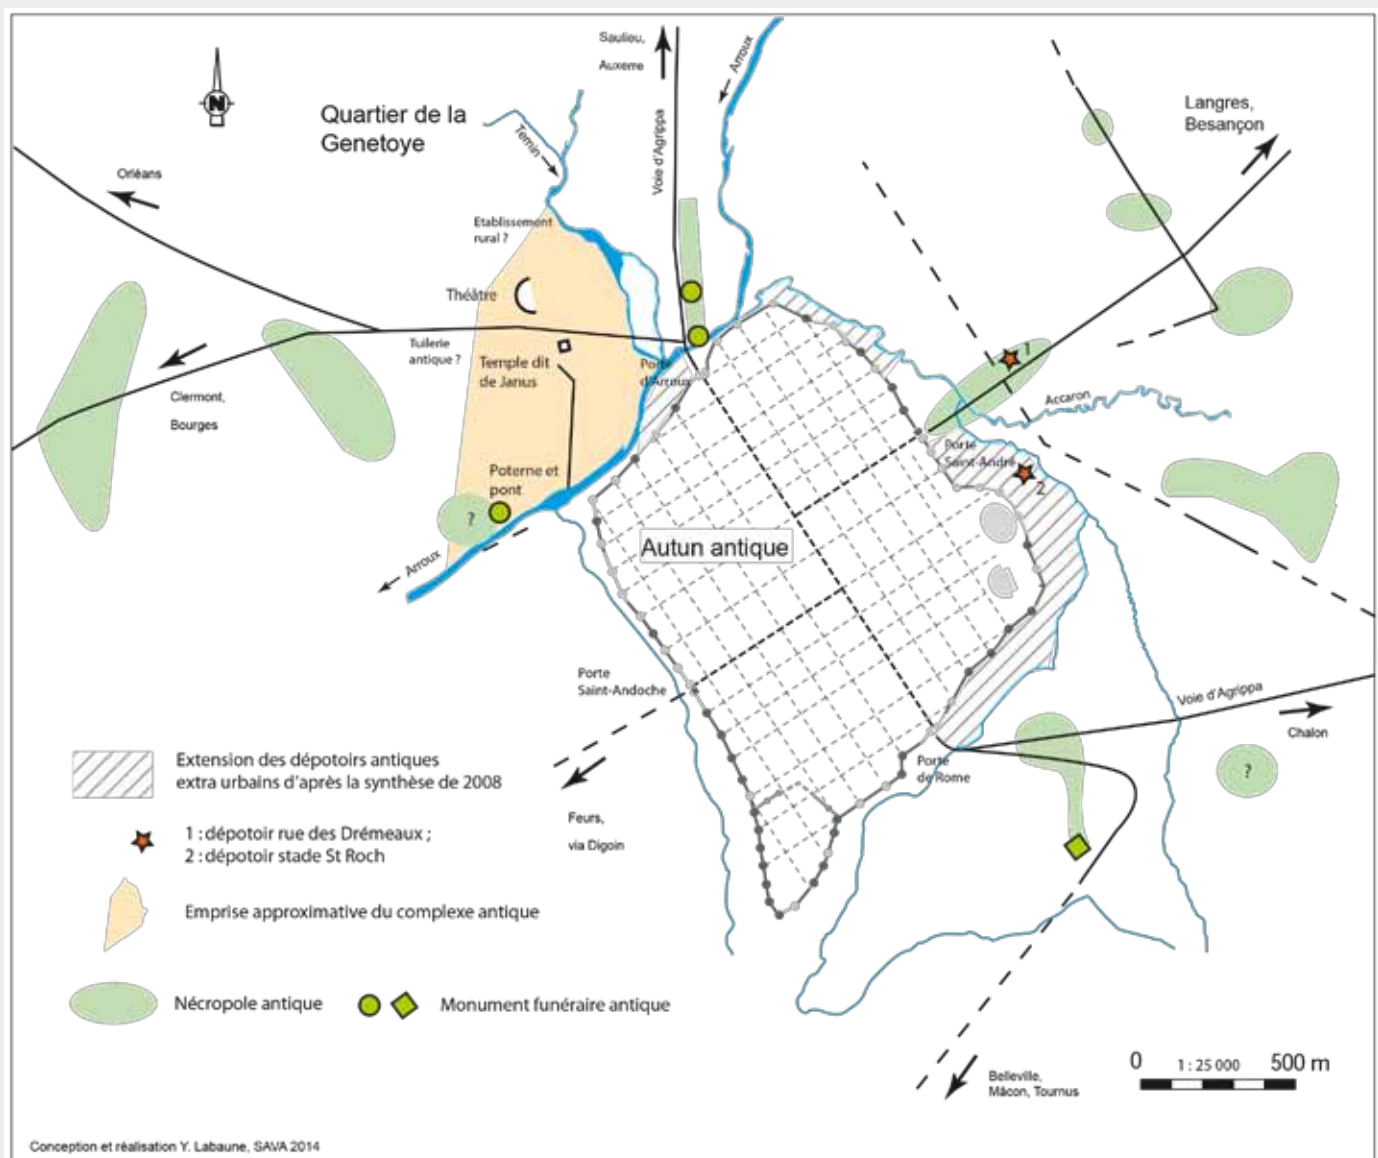 Saulieu,
Auxerre
Arroux
N
Quartier de la
Genetoye
Ternin
Voie d'Agrippa
Langres,
Besançon
Orléans
Etablissement
rural ?
Théâtre
Tuilerie
antique ?
Temple dit
de Janus
Porte
d'Arroux
1
Accaron
Clermont,
Bourges
Porte
Saint-André
2
Poterne et
pont
?
Autun antique
Arroux
Porte
Saint-Andoche
Voie d'Agrippa
Chalon
Porte
de Rome
?
Feurs,
via Digoin
Extension des dépotoirs antiques
extra urbains d'après la synthèse de 2008
1 : dépotoir rue des Drémeaux ;
2 : dépotoir stade St Roch
Emprise approximative du complexe antique
Nécropole antique
Monument funéraire antique
Belleville,
Mâcon, Tournus
0 1 : 25 000 500 m
Conception et réalisation Y. Labaune, SAVA 2014